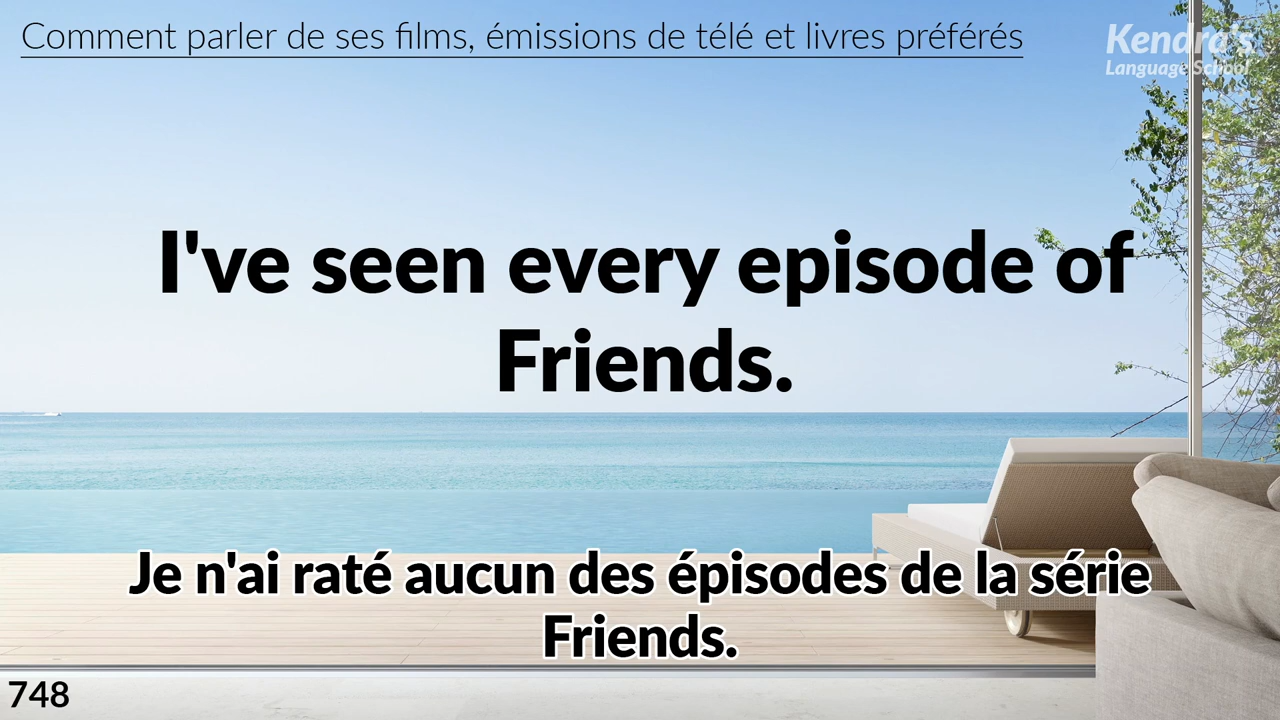 Comment parler de ses films, émissions de télé et livres préférés
Kendra's
Language School
I've seen every episode of
Friends.
Je n'ai raté aucun des épisodes de la série
Friends.
748